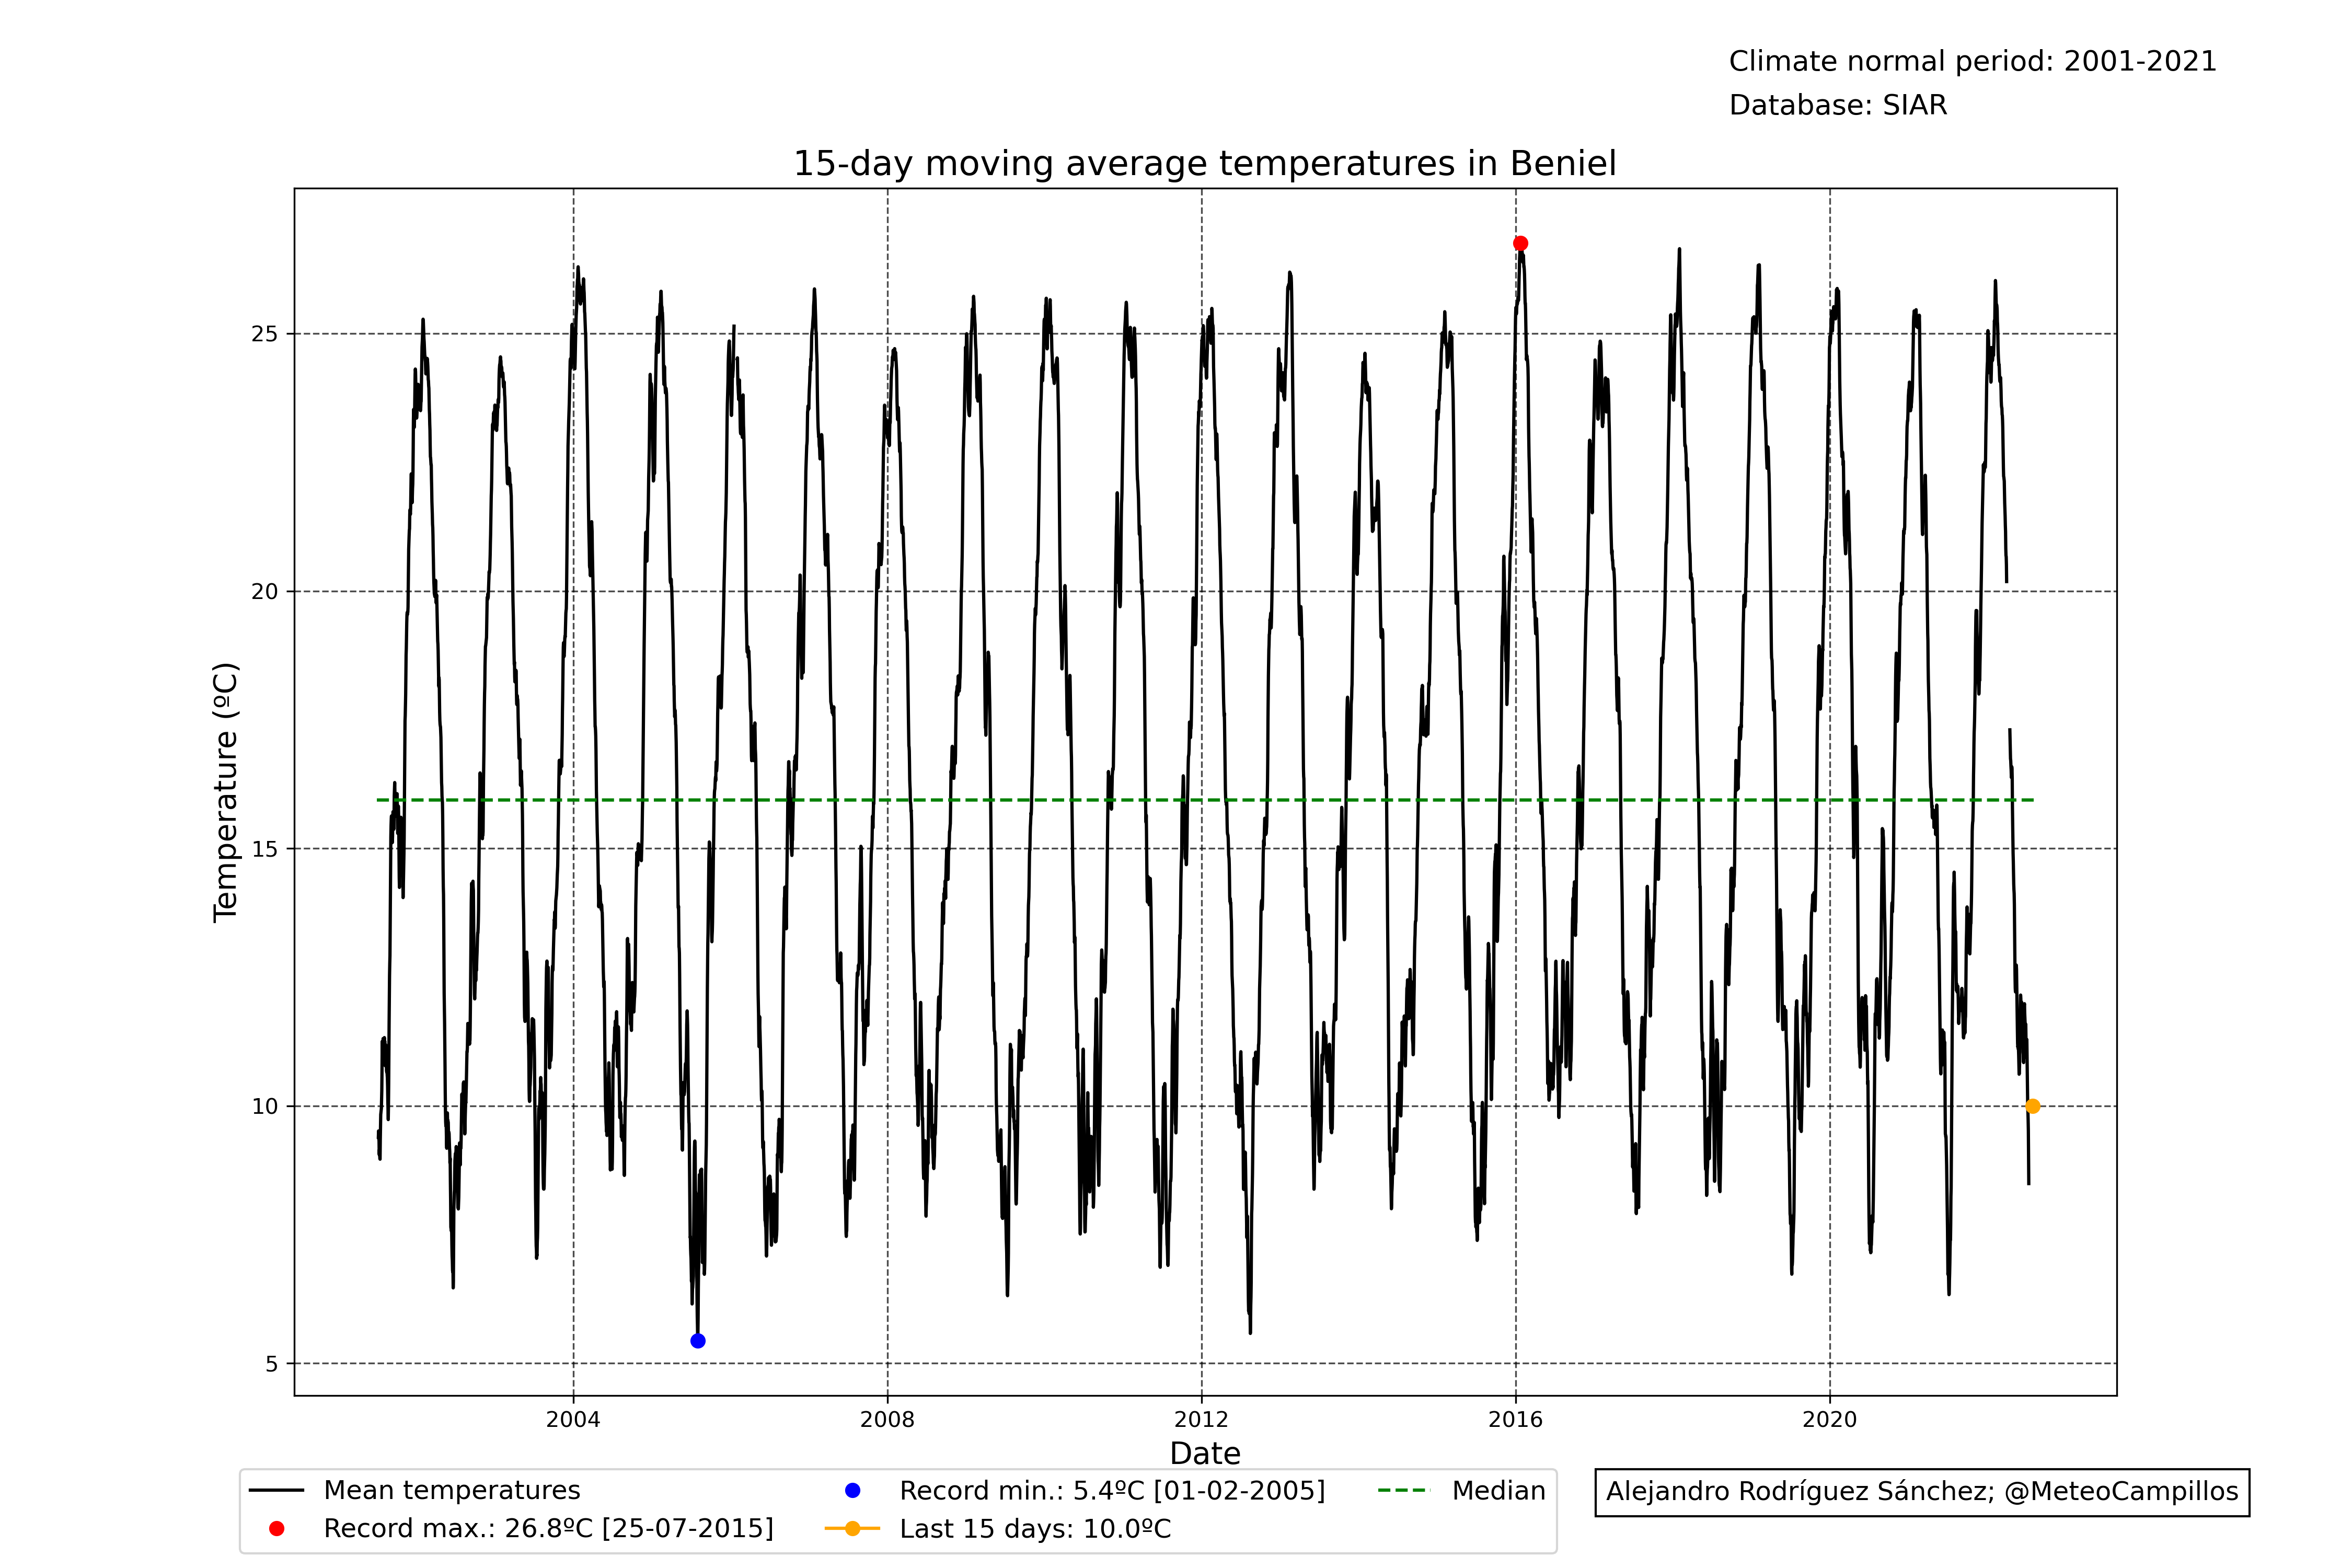 Climate normal period: 2001-2021
Database: SIAR
15-day moving average temperatures in Beniel
Temperature (ºC)
25
20
15
10
5
2004 2008 2012 2016 2020
Date
Mean temperatures
Record max.: 26.8ºC [25-07-2015]
Record min.: 5.4ºC [01-02-2005]
Last 15 days: 10.0ºC
Median
Alejandro Rodríguez Sánchez; @MeteoCampillos